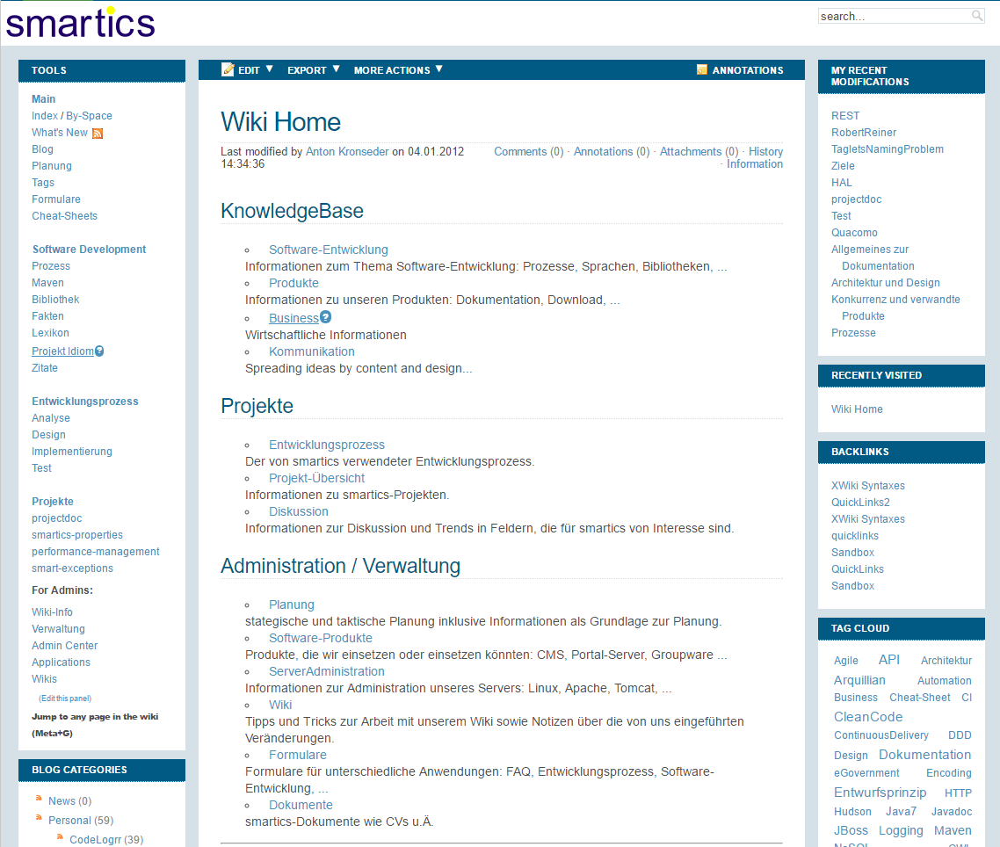 smartics
search...
TOOLS
Main
Index / By-Space
What's New
Blog
Planung
Tags
Formulare
Cheat-Sheets
Software Development
Prozess
Maven
Bibliothek
Fakten
Lexikon
Projekt Idiom?
Zitate
Entwicklungsprozess
Analyse
Design
Implementierung
Test
Projekte
projectdoc
smartics-properties
performance-management
smart-exceptions
For Admins:
Wiki-Info
Verwaltung
Admin Center
Applications
Wikis
(Edit this panel)
Jump to any page in the wiki
(Meta+G)
BLOG CATEGORIES
News (0)
Personal (59)
CodeLogrr (39)
EDIT EXPORT MORE ACTIONS ANNOTATIONS
Wiki Home
Last modified by Anton Kronseder on 04.01.2012
14:34:36
Comments (0) · Annotations (0) · Attachments (0) · History
· Information
KnowledgeBase
Software-Entwicklung
Informationen zum Thema Software-Entwicklung: Prozesse, Sprachen, Bibliotheken, ...
Produkte
Informationen zu unseren Produkten: Dokumentation, Download, ...
Business?
Wirtschaftliche Informationen
Kommunikation
Spreading ideas by content and design...
Projekte
Entwicklungsprozess
Der von smartics verwendeter Entwicklungsprozess.
Projekt-Übersicht
Informationen zu smartics-Projekten.
Diskussion
Informationen zur Diskussion und Trends in Feldern, die für smartics von Interesse sind.
Administration / Verwaltung
Planung
stategische und taktische Planung inklusive Informationen als Grundlage zur Planung.
Software-Produkte
Produkte, die wir einsetzen oder einsetzen könnten: CMS, Portal-Server, Groupware ...
ServerAdministration
Informationen zur Administration unseres Servers: Linux, Apache, Tomcat, ...
Wiki
Tipps und Tricks zur Arbeit mit unserem Wiki sowie Notizen über die von uns eingeführten
Veränderungen.
Formulare
Formulare für unterschiedliche Anwendungen: FAQ, Entwicklungsprozess, Software-
Entwicklung, ...
Dokumente
smartics-Dokumente wie CVs u.Ä.
MY RECENT
MODIFICATIONS
REST
RobertReiner
TagletsNamingProblem
Ziele
HAL
projectdoc
Test
Quacomo
Allgemeines zur
Dokumentation
Architektur und Design
Konkurrenz und verwandte
Produkte
Prozesse
RECENTLY VISITED
Wiki Home
BACKLINKS
XWiki Syntaxes
QuickLinks2
XWiki Syntaxes
quicklinks
Sandbox
QuickLinks
Sandbox
TAG CLOUD
Agile API Architektur
Arquillian Automation
Business Cheat-Sheet CI
CleanCode
ContinuousDelivery DDD
Design Dokumentation
eGovernment Encoding
Entwurfsprinzip HTTP
Hudson Java7 Javadoc
JBoss Logging Maven
NoSQL OWL